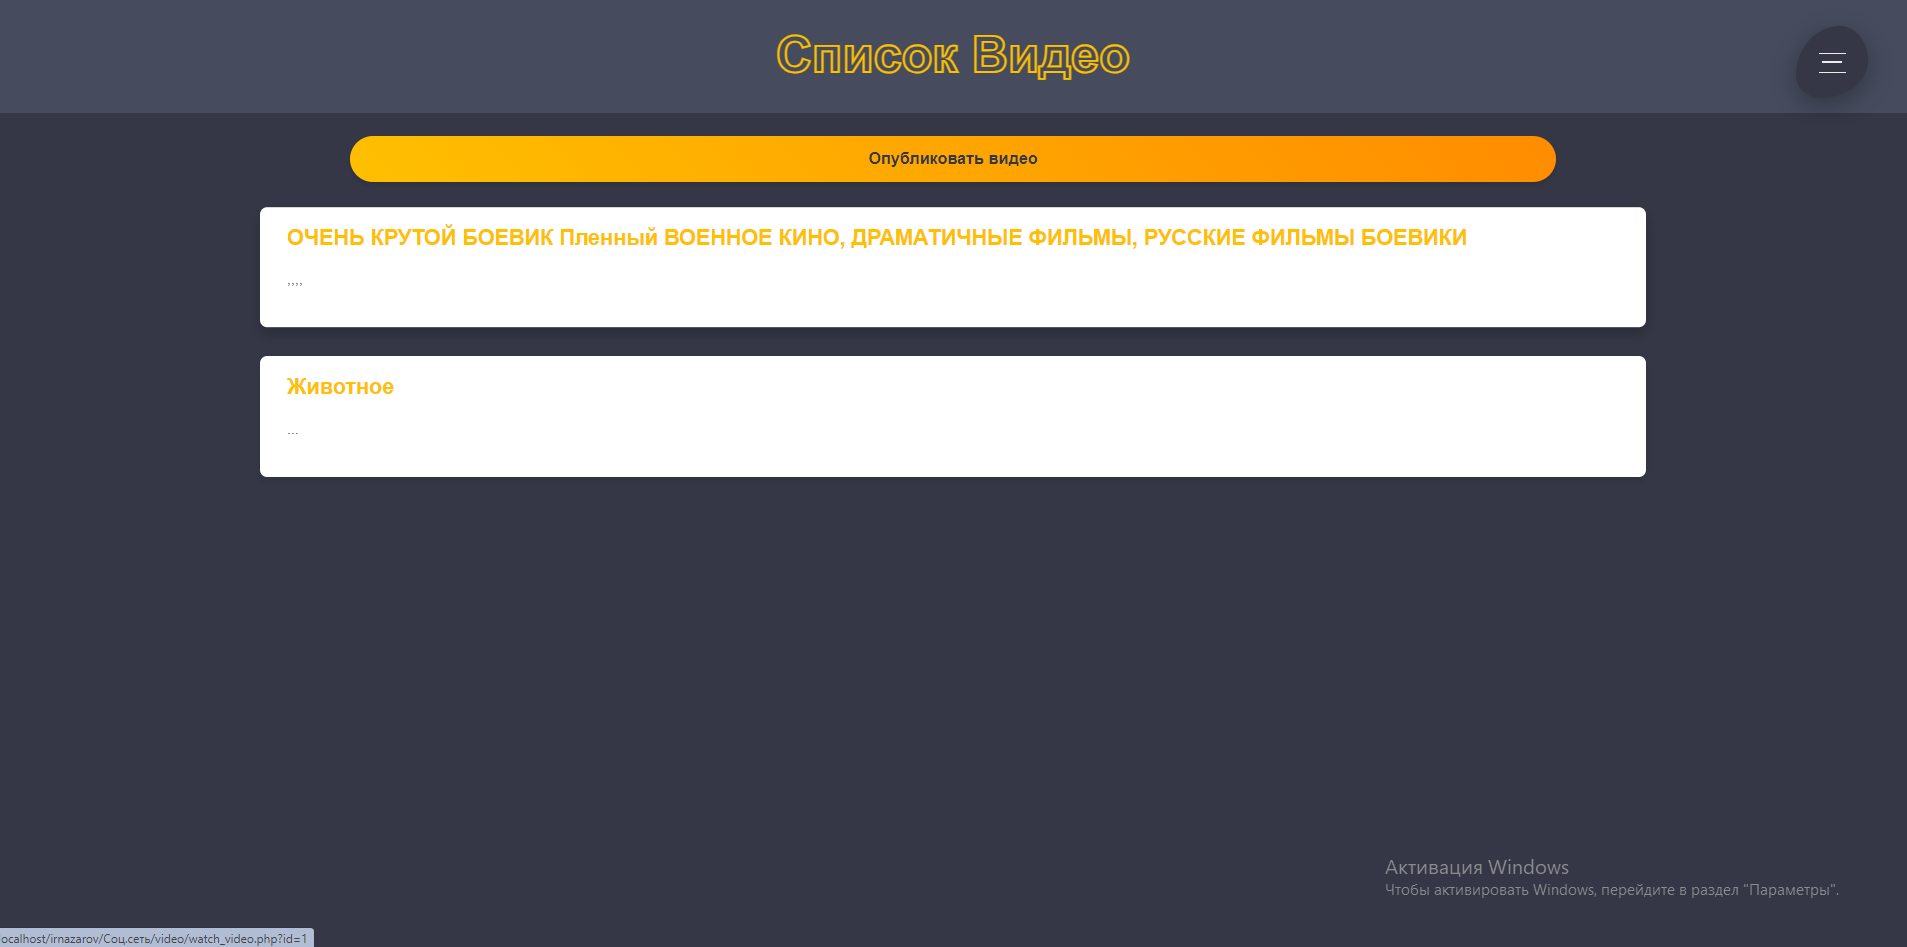 Список Видео
Опубликовать видео
ОЧЕНЬ КРУТОЙ БОЕВИК Пленный ВОЕННОЕ КИНО, ДРАМАТИЧНЫЕ ФИЛЬМЫ, РУССКИЕ ФИЛЬМЫ БОЕВИКИ
,,,,
Животное
...
Активация Windows
Чтобы активировать Windows, перейдите в раздел "Параметры".
ocalhost/irnazarov/Соц.сеть/video/watch_video.php?id=1